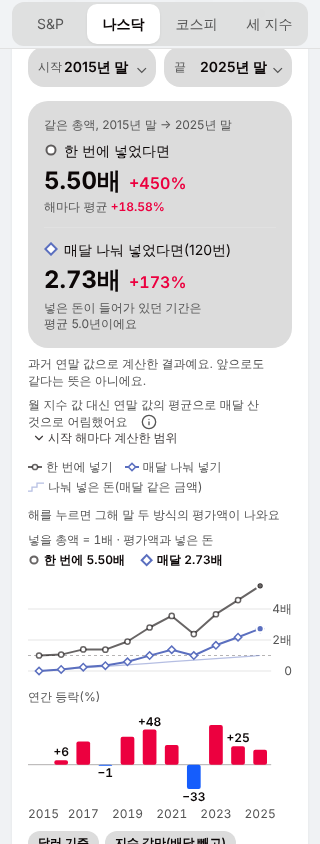 S&P 나스닥 코스피 세 지수
시작 2015년 말 끝 2025년 말
같은 총액, 2015년 말 → 2025년 말
한 번에 넣었다면
5.50배 +450%
해마다 평균 +18.58%
매달 나눠 넣었다면(120번)
2.73배 +173%
넣은 돈이 들어가 있던 기간은
평균 5.0년이에요
과거 연말 값으로 계산한 결과예요. 앞으로도
같다는 뜻은 아니에요.
월 지수 값 대신 연말 값의 평균으로 매달 산
것으로 어림했어요
시작 해마다 계산한 범위
한 번에 넣기 매달 나눠 넣기
나눠 넣은 돈(매달 같은 금액)
해를 누르면 그해 말 두 방식의 평가액이 나와요
넣을 총액 = 1배 · 평가액과 넣은 돈
한 번에 5.50배 매달 2.73배
4배
2배
0
연간 등락(%)
+48
+25
+6
−1
−33
2015 2017 2019 2021 2023 2025
달러 기준 지수 값만(배당 빼고)